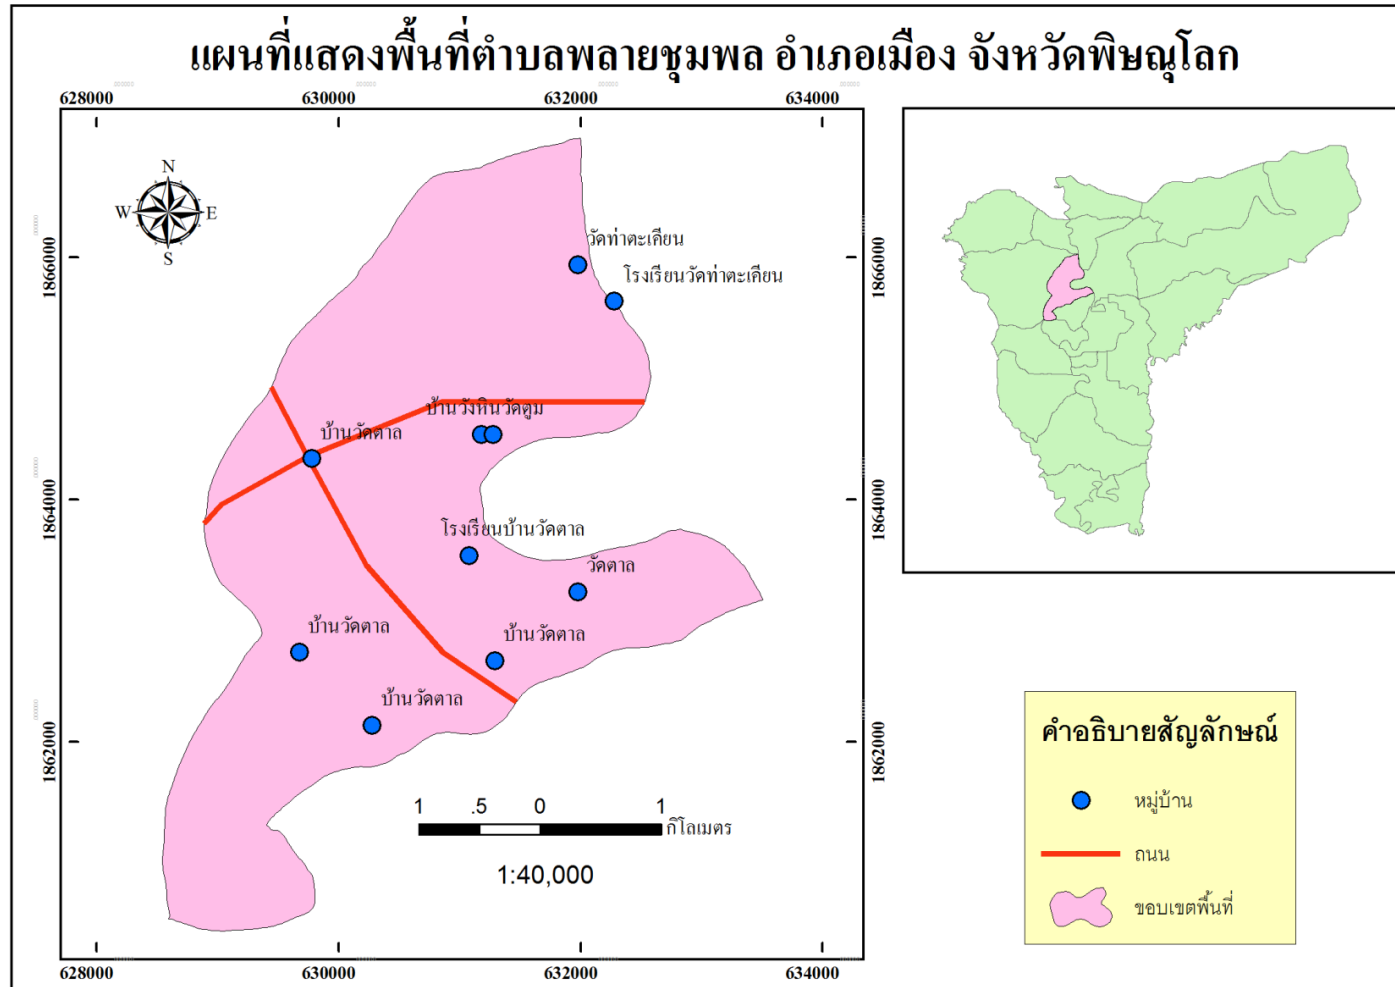 แผนที่แสดงพื้นที่ตำบลพลายชุมพล อำเภอเมือง จังหวัดพิษณุโลก
628000 630000 632000 634000
N
W E
S
วัดท่าตะเคียน
1866000 1866000
โรงเรียนวัดท่าตะเคียน
บ้านวังหินวัดตูม
บ้านวัดตาล
1864000 1864000
โรงเรียนบ้านวัดตาล
วัดตาล
บ้านวัดตาล
บ้านวัดตาล
บ้านวัดตาล
1862000 1862000
1 .5 0 1
กิโลเมตร
1:40,000
628000 630000 632000 634000
คำอธิบายสัญลักษณ์
หมู่บ้าน
ถนน
ขอบเขตพื้นที่